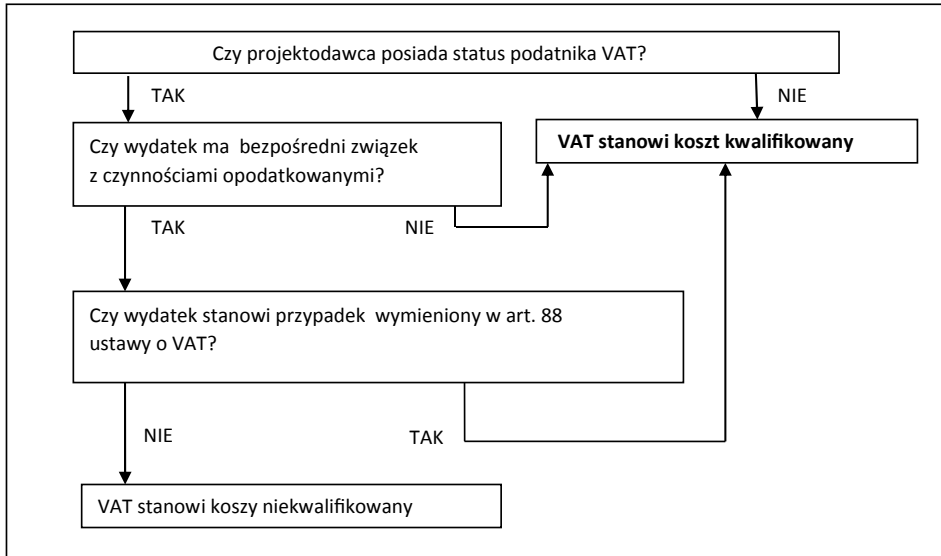 Czy projektodawca posiada status podatnika VAT?
TAK
NIE
Czy wydatek ma bezpośredni związek
z czynnościami opodatkowanymi?
VAT stanowi koszt kwalifikowany
TAK
NIE
Czy wydatek stanowi przypadek wymieniony w art. 88
ustawy o VAT?
NIE
TAK
VAT stanowi koszy niekwalifikowany